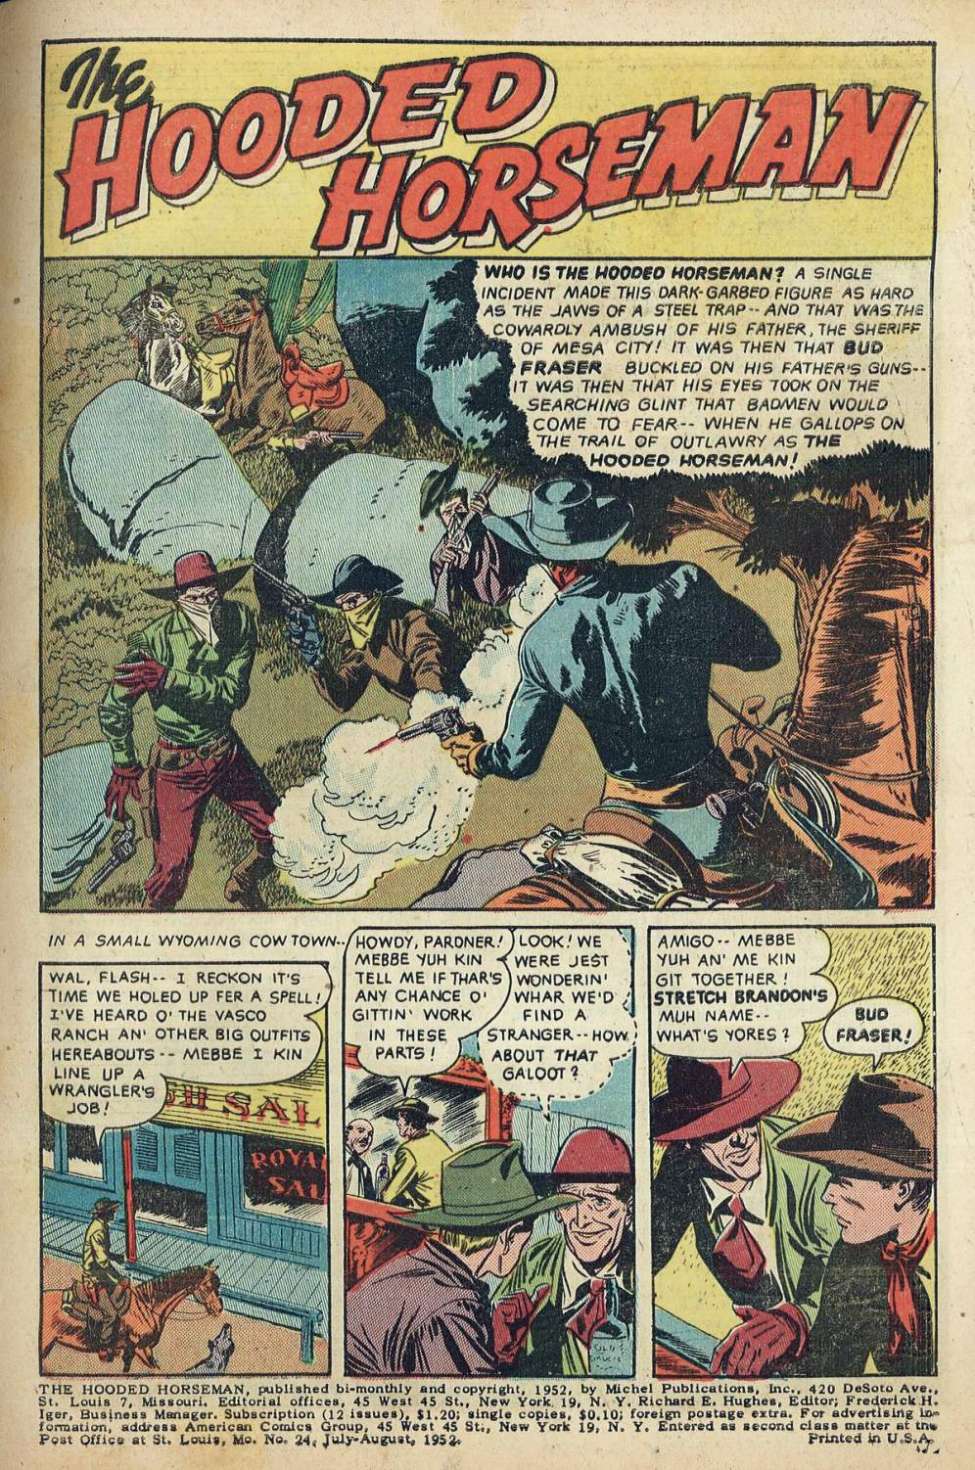 The
HOODED
HORSEMAN
WHO IS THE HOODED HORSEMAN? A SINGLE
INCIDENT MADE THIS DARK-GARBED FIGURE AS HARD
AS THE JAWS OF A STEEL TRAP-- AND THAT WAS THE
COWARDLY AMBUSH OF HIS FATHER, THE SHERIFF
OF MESA CITY! IT WAS THEN THAT BUD
FRASER BUCKLED ON HIS FATHER'S GUNS--
IT WAS THEN THAT HIS EYES TOOK ON THE
SEARCHING GLINT THAT BADMEN WOULD
COME TO FEAR-- WHEN HE GALLOPS ON
THE TRAIL OF OUTLAWRY AS THE
HOODED HORSEMAN!
IN A SMALL WYOMING COW TOWN--
WAL, FLASH-- I RECKON IT'S
TIME WE HOLED UP FER A SPELL!
I'VE HEARD O' THE VASCO
RANCH AN' OTHER BIG OUTFITS
HEREABOUTS -- MEBBE I KIN
LINE UP A
WRANGLER'S
JOB!
SH SAL
ROYA
SAL
HOWDY, PARDNER!
MEBBE YUH KIN
TELL ME IF THAR'S
ANY CHANCE O'
GITTIN' WORK
IN THESE
PARTS!
LOOK! WE
WERE JEST
WONDERIN'
WHAR WE'D
FIND A
STRANGER--HOW
ABOUT THAT
GALOOT?
OLD
AMIGO-- MEBBE
YUH AN' ME KIN
GIT TOGETHER!
STRETCH BRANDON'S
MUH NAME--
WHAT'S YORES?
BUD
FRASER!
THE HOODED HORSEMAN, published bi-monthly and copyright, 1952, by Michel Publications, Inc., 420 DeSoto Ave.,
St. Louis 7, Missouri. Editorial offices, 45 West 45 St., New York 19, N. Y. Richard E. Hughes, Editor; Frederick H.
Iger, Business Manager. Subscription (12 issues), $1.20; single copies, $0.10; foreign postage extra. For advertising in-
formation, address American Comics Group, 45 West 45 St., New York 19, N. Y. Entered as second class matter at the
Post Office at St. Louis, Mo. No. 24, July-August, 1952. Printed in U.S.A.